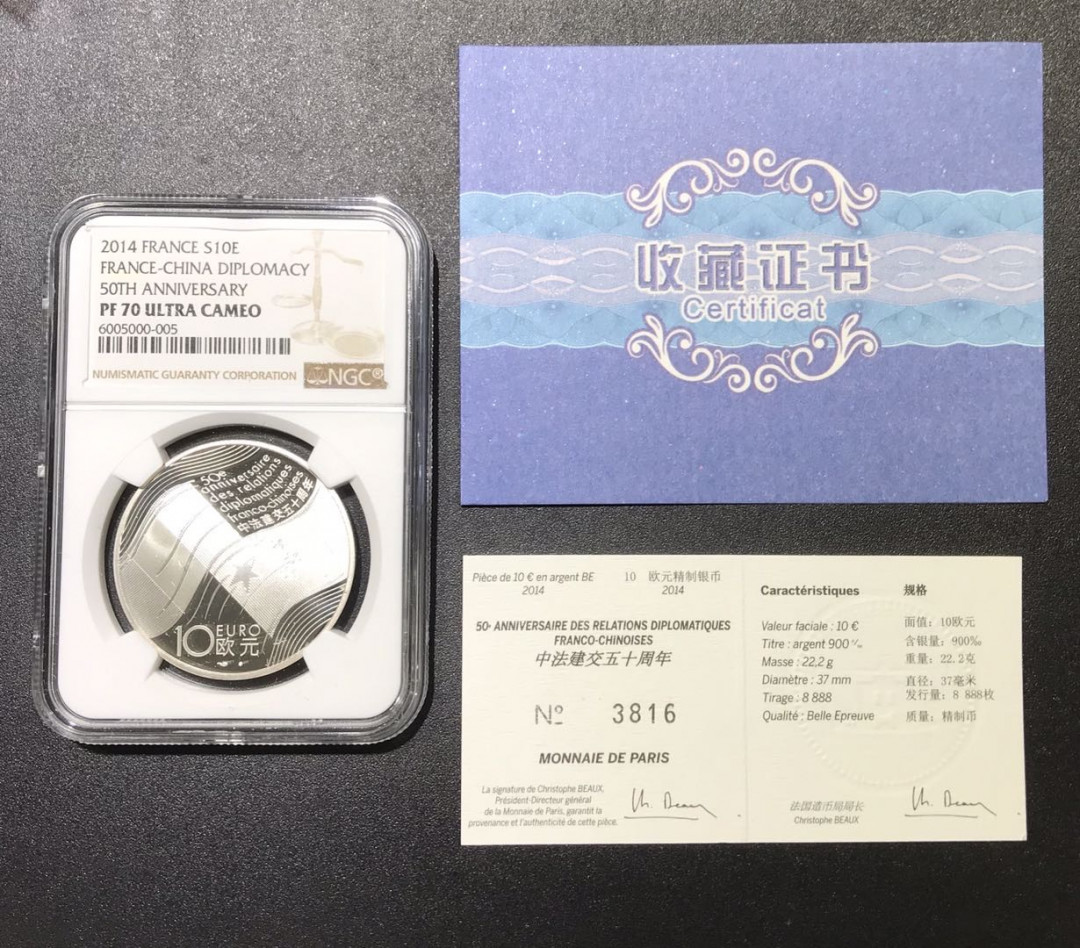 2014 FRANCE S10E
FRANCE-CHINA DIPLOMACY
50TH ANNIVERSARY
PF 70 ULTRA CAMEO
6005000-005
NUMISMATIC GUARANTY CORPORATION
NGC®
50e
anniversaire
des relations
diplomatiques
franco-chinoises
中法建交五十周年
10 EURO
欧元
收藏证书
Certificat
Pièce de 10 € en argent BE
2014
10 欧元精制银币
2014
50e ANNIVERSAIRE DES RELATIONS DIPLOMATIQUES
FRANCO-CHINOISES
中法建交五十周年
Nº 3816
MONNAIE DE PARIS
La signature de Christophe BEAUX,
Président-Directeur général
de la Monnaie de Paris, garantit la
provenance et l'authenticité de cette pièce.
Ch. Beaux
Caractéristiques
Valeur faciale : 10 €
Titre : argent 900 ‰
Masse : 22,2 g
Diamètre : 37 mm
Tirage : 8 888
Qualité : Belle Epreuve
规格
面值：10欧元
含银量：900‰
重量：22.2克
直径：37毫米
发行量：8 888枚
质量：精制币
法国造币局局长
Christophe BEAUX
Ch. Beaux